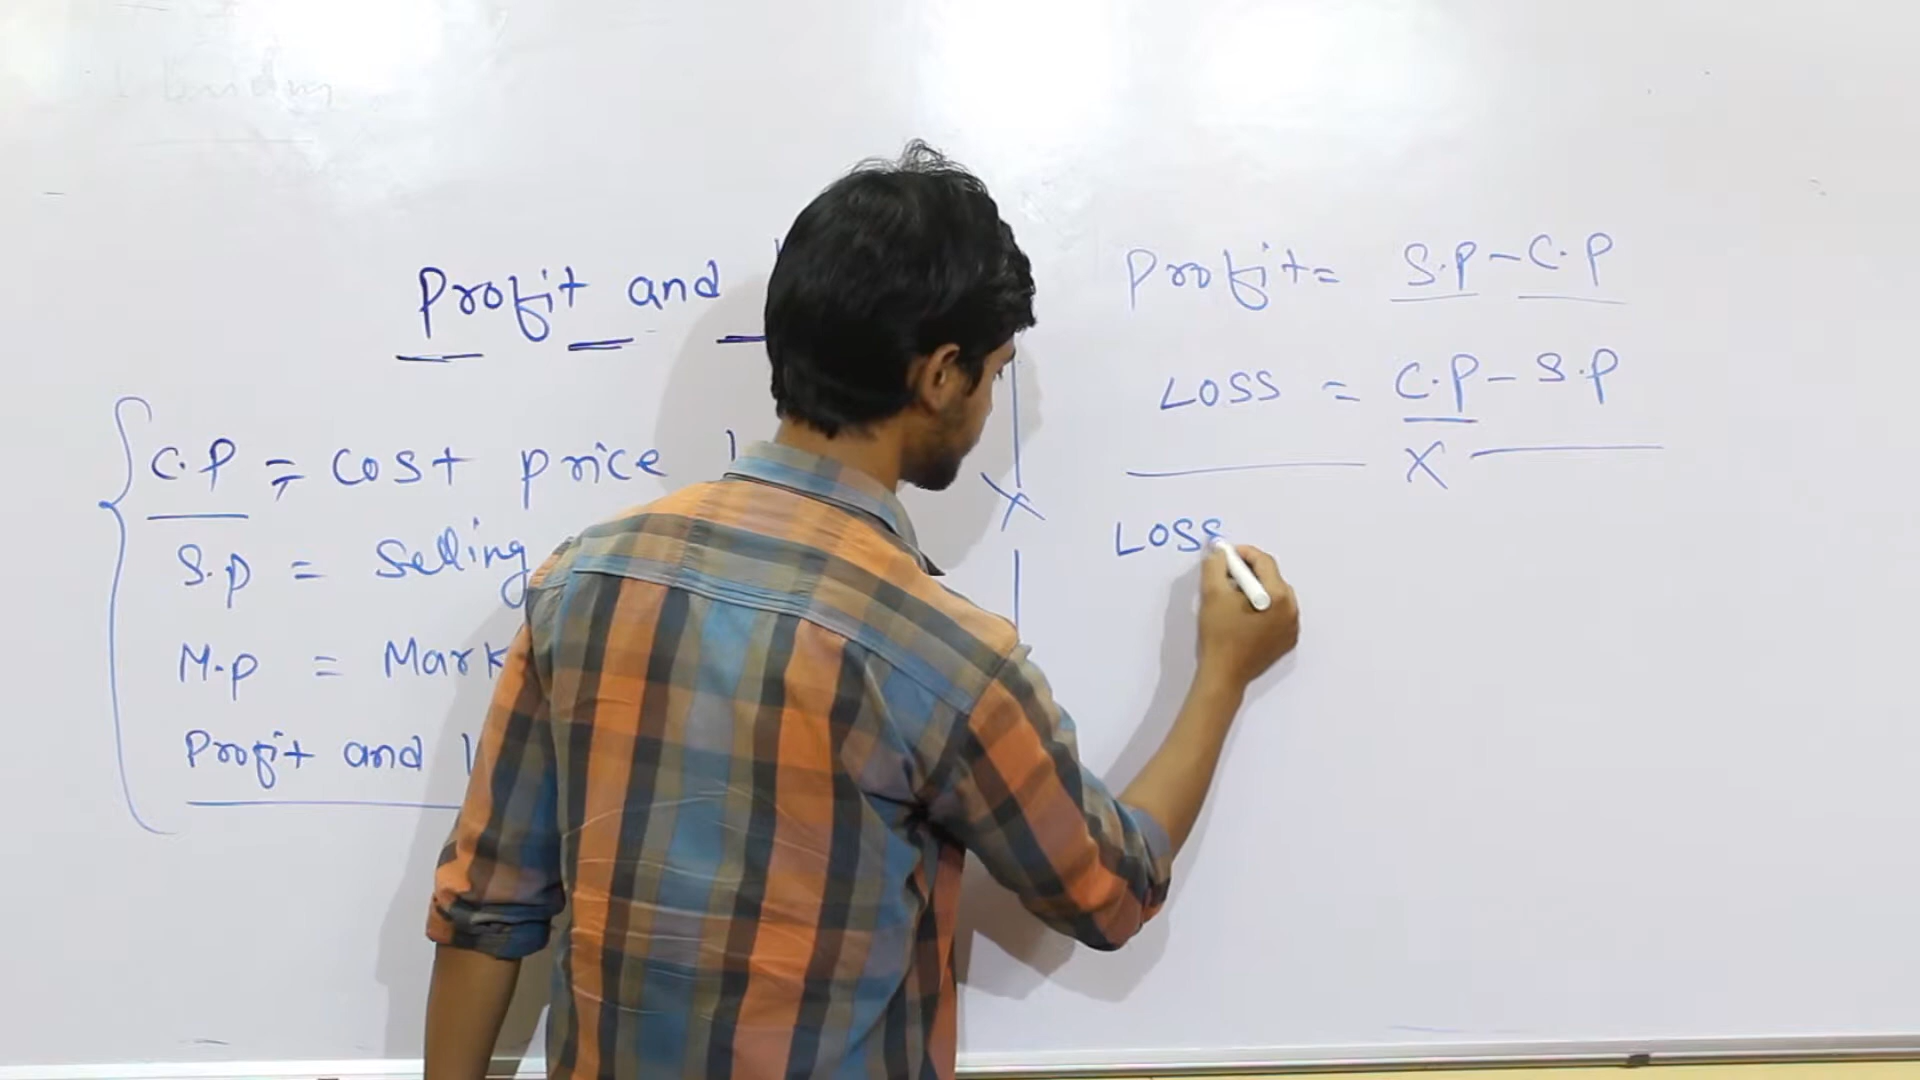 Profit and
C.P = Cost price
S.p = Selling
M.p = Mark
Profit and
Profit = S.P - C.P
LOSS = C.P - S.P
X
X
LOSS